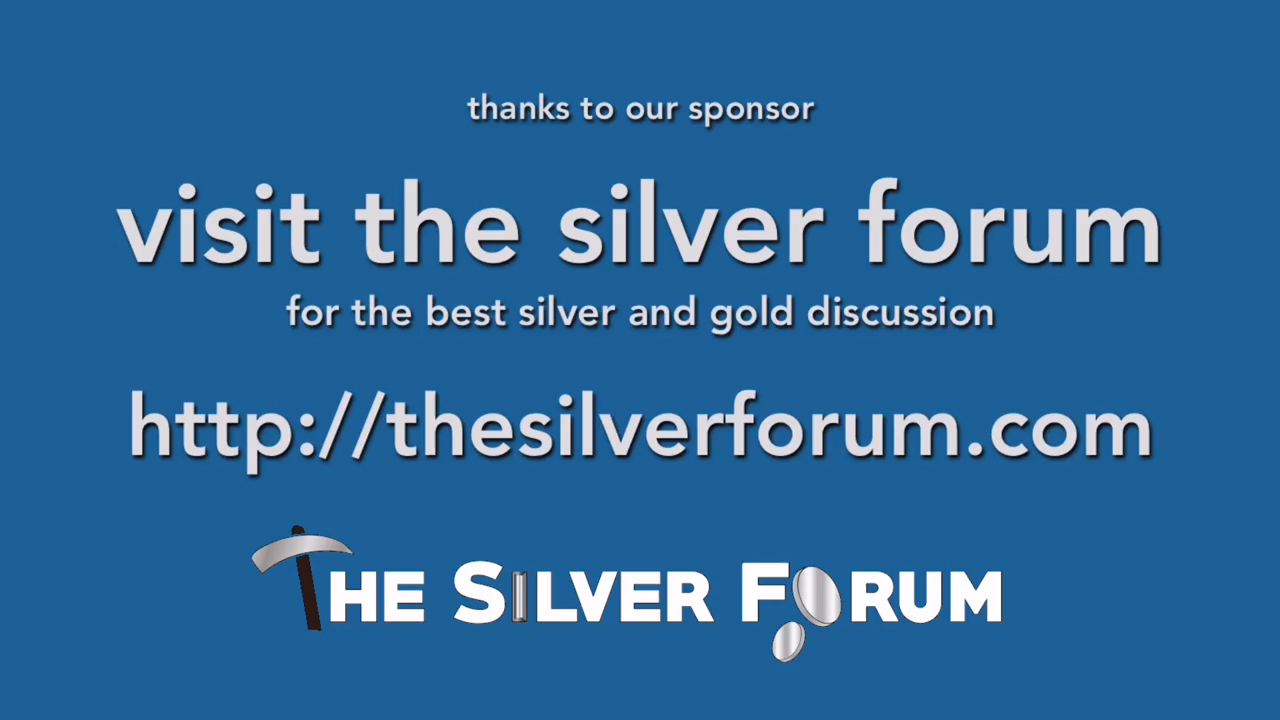 thanks to our sponsor
visit the silver forum
for the best silver and gold discussion
http://thesilverforum.com
THE SILVER FORUM